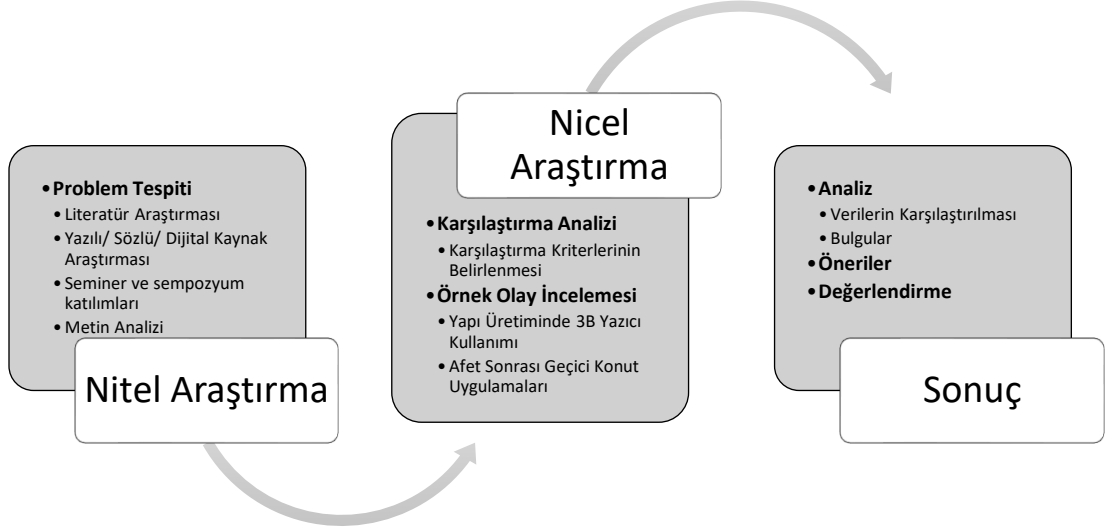 •Problem Tespiti
•Literatür Araştırması
•Yazılı/ Sözlü/ Dijital Kaynak
Araştırması
•Seminer ve sempozyum
katılımları
•Metin Analizi
Nitel Araştırma
Nicel
Araştırma
•Karşılaştırma Analizi
•Karşılaştırma Kriterlerinin
Belirlenmesi
•Örnek Olay İncelemesi
•Yapı Üretiminde 3B Yazıcı
Kullanımı
•Afet Sonrası Geçici Konut
Uygulamaları
•Analiz
•Verilerin Karşılaştırılması
•Bulgular
•Öneriler
•Değerlendirme
Sonuç